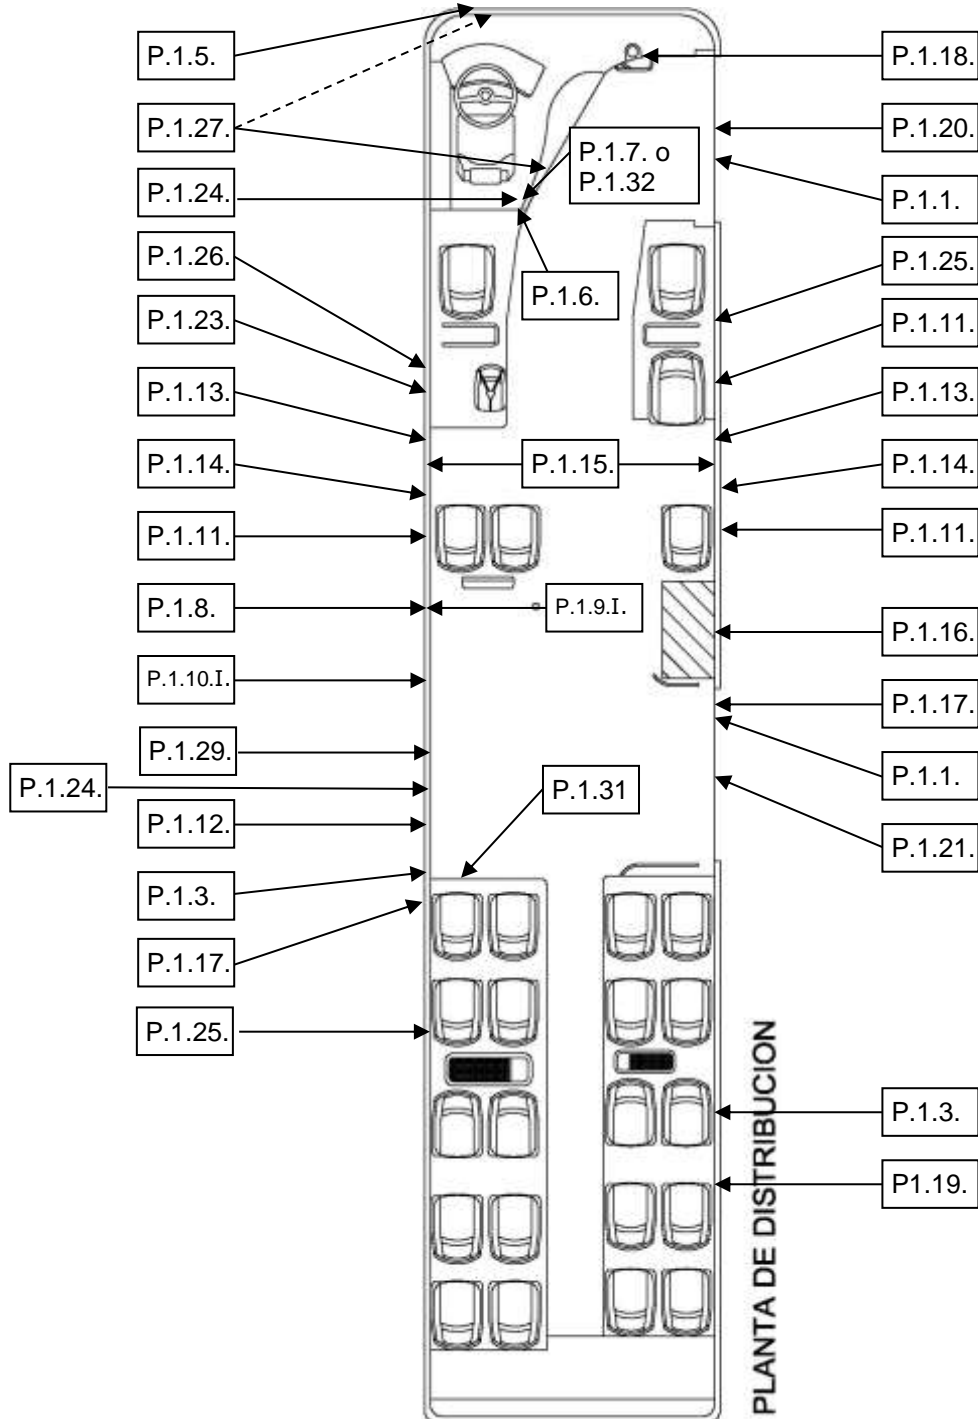 P.1.5.
P.1.18.
P.1.27.
P.1.20.
P.1.7. o
P.1.32
P.1.24.
P.1.1.
P.1.26.
P.1.25.
P.1.6.
P.1.23.
P.1.11.
P.1.13.
P.1.13.
P.1.14.
P.1.15.
P.1.14.
P.1.11.
P.1.11.
P.1.8.
P.1.9.I.
P.1.16.
P.1.10.I.
P.1.17.
P.1.29.
P.1.1.
P.1.24.
P.1.31
P.1.12.
P.1.21.
P.1.3.
P.1.17.
P.1.25.
P.1.3.
P1.19.
PLANTA DE DISTRIBUCION